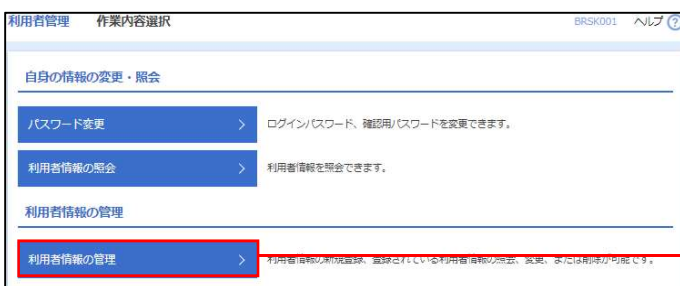 利用者管理 作業内容選択 BRSK001 ヘルプ ?
自身の情報の変更・照会
パスワード変更 > ログインパスワード、確認用パスワードを変更できます。
利用者情報の照会 > 利用者情報を照会できます。
利用者情報の管理
利用者情報の管理 > 利用者情報の新規登録、登録されている利用者情報の照会、変更、または削除が可能です。